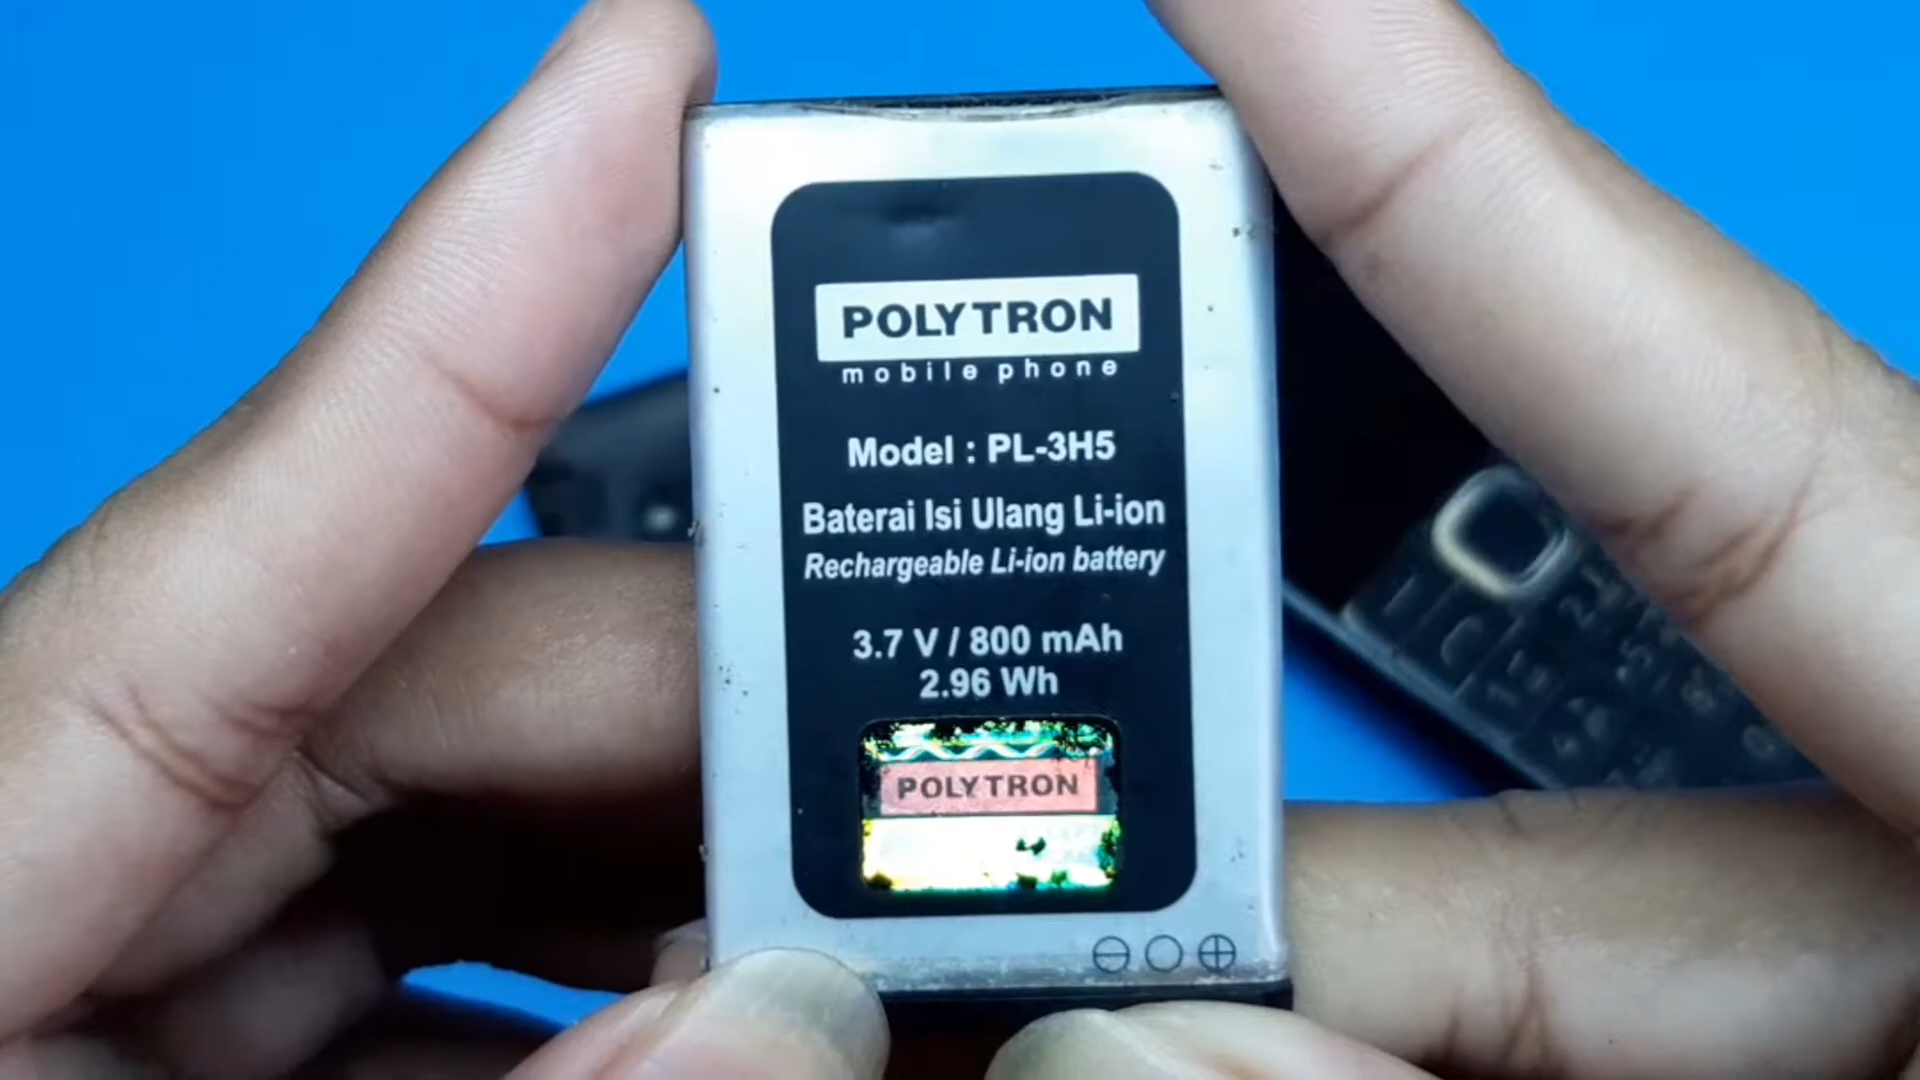 POLYTRON
mobile phone
Model : PL-3H5
Baterai Isi Ulang Li-ion
Rechargeable Li-ion battery
3.7 V / 800 mAh
2.96 Wh
POLYTRON